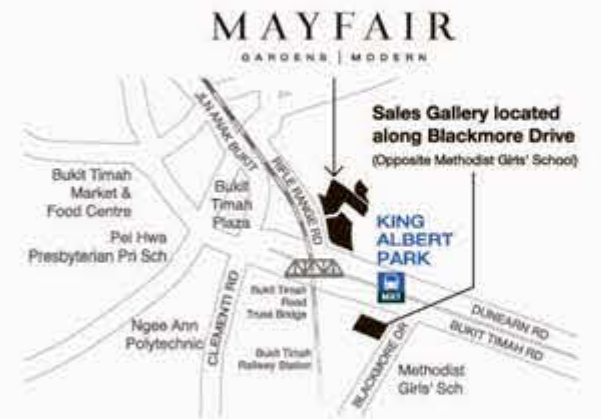 MAYFAIR
GARDENS | MODERN
Sales Gallery located
along Blackmore Drive
(Opposite Methodist Girls' School)
JLN ANAK BUKIT
RIFLE RANGE RD
Bukit Timah
Market &
Food Centre
Bukit
Timah
Plaza
Pei Hwa
Presbyterian Pri Sch
KING
ALBERT
PARK
MRT
Bukit Timah
Road
Truss Bridge
CLEMENTI RD
Ngee Ann
Polytechnic
Bukit Timah
Railway Station
DUNEARN RD
BUKIT TIMAH RD
BLACKMORE DR
Methodist
Girls' Sch